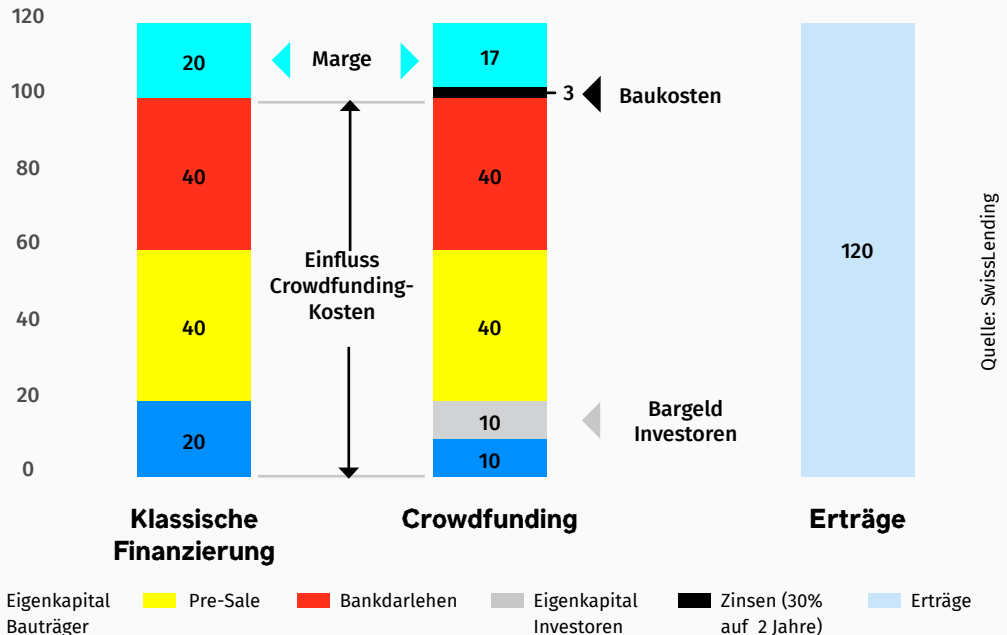 120
100
80
60
40
20
0
20
40
40
20
Marge
Einfluss
Crowdfunding-
Kosten
17
3
40
40
10
10
Baukosten
Bargeld
Investoren
120
Quelle: SwissLending
Klassische
Finanzierung
Crowdfunding
Erträge
Eigenkapital
Bauträger
Pre-Sale
Bankdarlehen
Eigenkapital
Investoren
Zinsen (30%
auf 2 Jahre)
Erträge